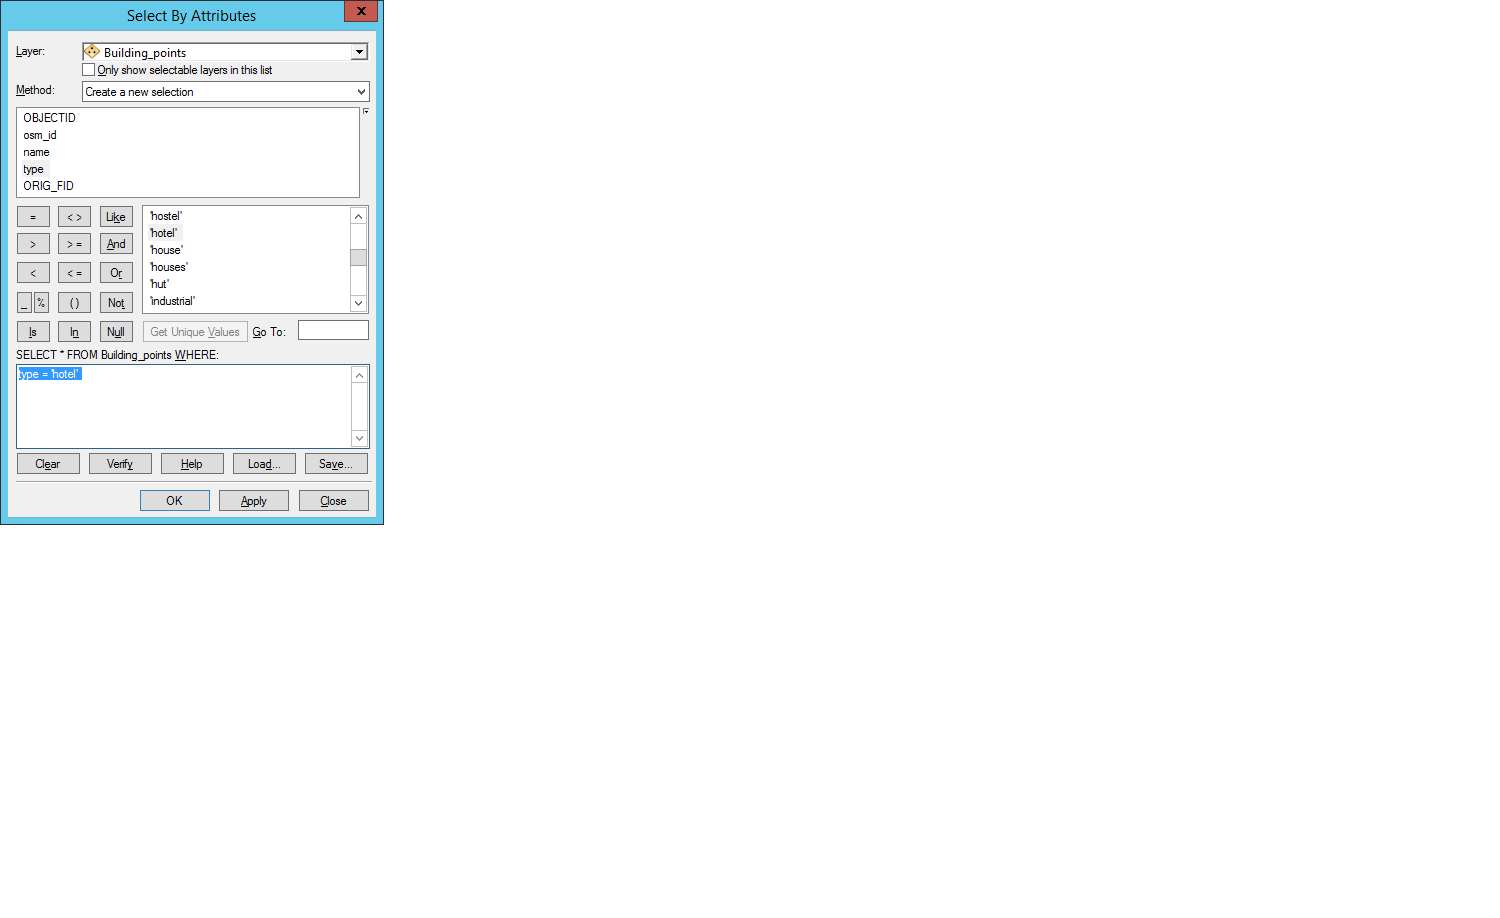 Select By Attributes
x
Layer: Building_points
Only show selectable layers in this list
Method: Create a new selection
OBJECTID
osm_id
name
type
ORIG_FID
= < > Like
> > = And
< < = Or
_ % ( ) Not
Is In Null
'hostel'
'hotel'
'house'
'houses'
'hut'
'industrial'
Get Unique Values Go To:
SELECT * FROM Building_points WHERE:
type = 'hotel'
Clear Verify Help Load... Save...
OK Apply Close